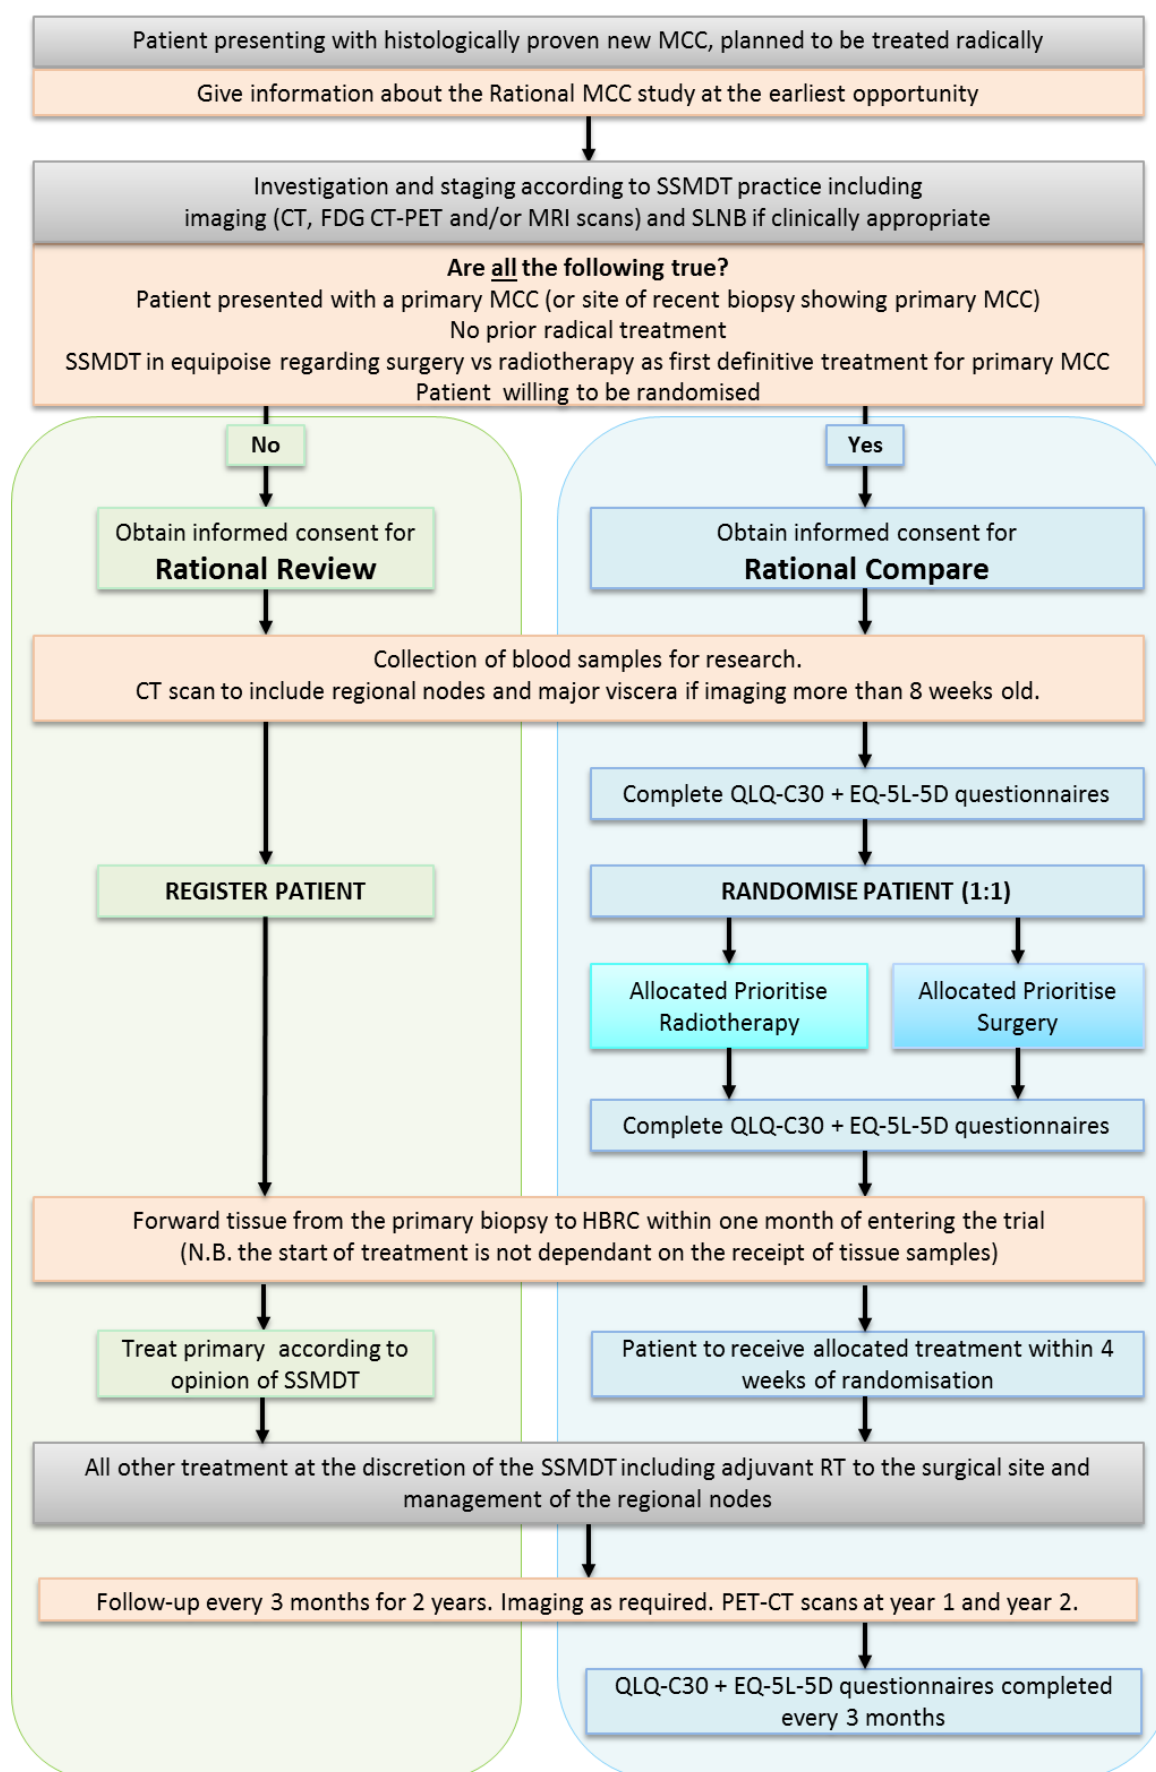 Patient presenting with histologically proven new MCC, planned to be treated radically
Give information about the Rational MCC study at the earliest opportunity
Investigation and staging according to SSMDT practice including
imaging (CT, FDG CT-PET and/or MRI scans) and SLNB if clinically appropriate
Are all the following true?
Patient presented with a primary MCC (or site of recent biopsy showing primary MCC)
No prior radical treatment
SSMDT in equipoise regarding surgery vs radiotherapy as first definitive treatment for primary MCC
Patient willing to be randomised
No
Yes
Obtain informed consent for
Rational Review
Obtain informed consent for
Rational Compare
Collection of blood samples for research.
CT scan to include regional nodes and major viscera if imaging more than 8 weeks old.
Complete QLQ-C30 + EQ-5L-5D questionnaires
REGISTER PATIENT
RANDOMISE PATIENT (1:1)
Allocated Prioritise
Radiotherapy
Allocated Prioritise
Surgery
Complete QLQ-C30 + EQ-5L-5D questionnaires
Forward tissue from the primary biopsy to HBRC within one month of entering the trial
(N.B. the start of treatment is not dependant on the receipt of tissue samples)
Treat primary according to
opinion of SSMDT
Patient to receive allocated treatment within 4
weeks of randomisation
All other treatment at the discretion of the SSMDT including adjuvant RT to the surgical site and
management of the regional nodes
Follow-up every 3 months for 2 years. Imaging as required. PET-CT scans at year 1 and year 2.
QLQ-C30 + EQ-5L-5D questionnaires completed
every 3 months